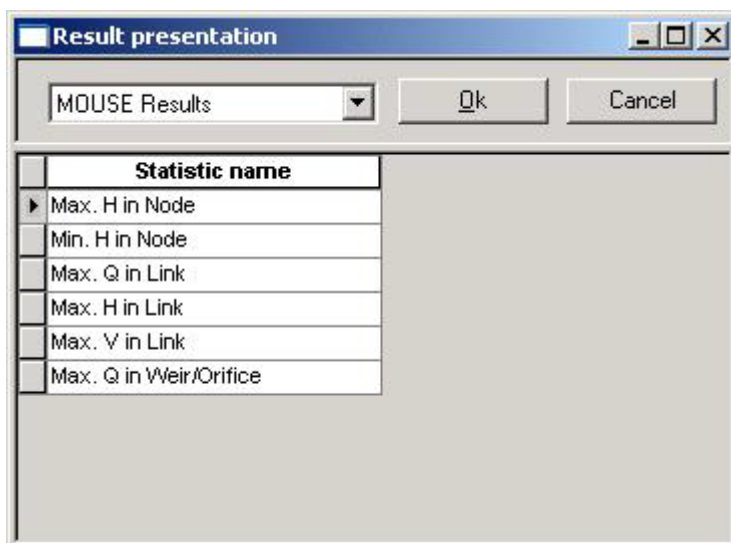 Result presentation
MOUSE Results Ok Cancel
Statistic name
Max. H in Node
Min. H in Node
Max. Q in Link
Max. H in Link
Max. V in Link
Max. Q in Weir/Orifice